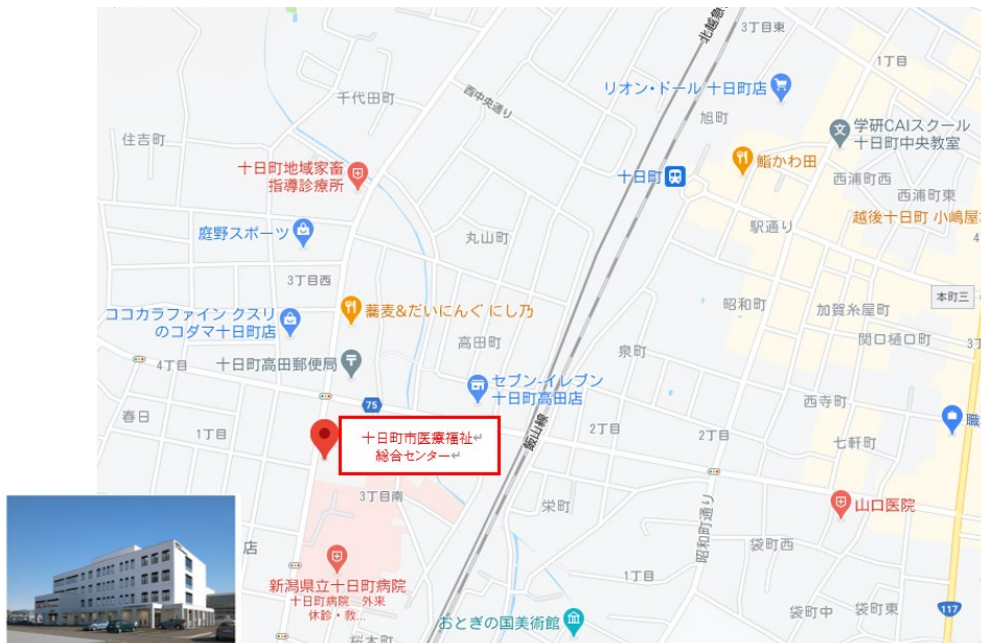 3丁目東
北越急
1丁目
リオン・ドール 十日町店
千代田町
西中央通り
旭町
学研CAIスクール
十日町中央教室
住吉町
鮨かわ田
十日町地域家畜
指導診療所
十日町
西浦町西
西浦町東
越後十日町 小嶋屋
庭野スポーツ
丸山町
駅通り
3丁目西
昭和町
本町三
ココカラファイン クスリ
のコダマ十日町店
蕎麦&だいにんぐ にし乃
加賀糸屋町
高田町
関口樋口町
泉町
4丁目
十日町高田郵便局
セブン-イレブン
十日町高田店
75
西寺町
春日
1丁目
十日町市医療福祉↵
総合センター↵
飯山線
2丁目
2丁目
職
七軒町
3丁目南
栄町
昭和町通り
山口医院
店
袋町西
新潟県立十日町病院
十日町病院 外来
休診・救...
1丁目
おとぎの国美術館
袋町中
袋町東
117
桜木町